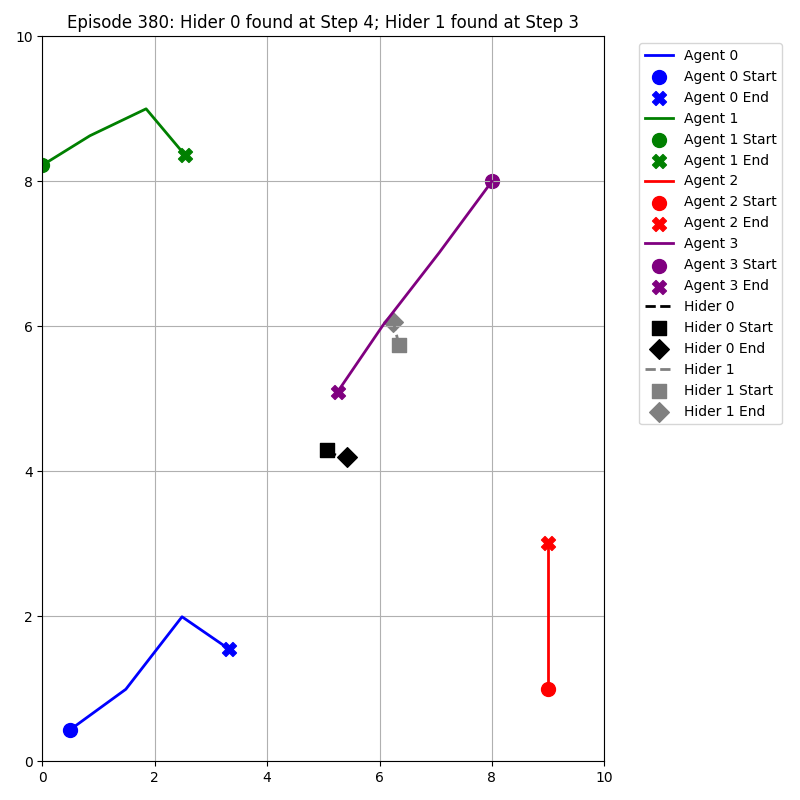 Episode 380: Hider 0 found at Step 4; Hider 1 found at Step 3
10
8
6
4
2
0
0 2 4 6 8 10
Agent 0
Agent 0 Start
Agent 0 End
Agent 1
Agent 1 Start
Agent 1 End
Agent 2
Agent 2 Start
Agent 2 End
Agent 3
Agent 3 Start
Agent 3 End
Hider 0
Hider 0 Start
Hider 0 End
Hider 1
Hider 1 Start
Hider 1 End